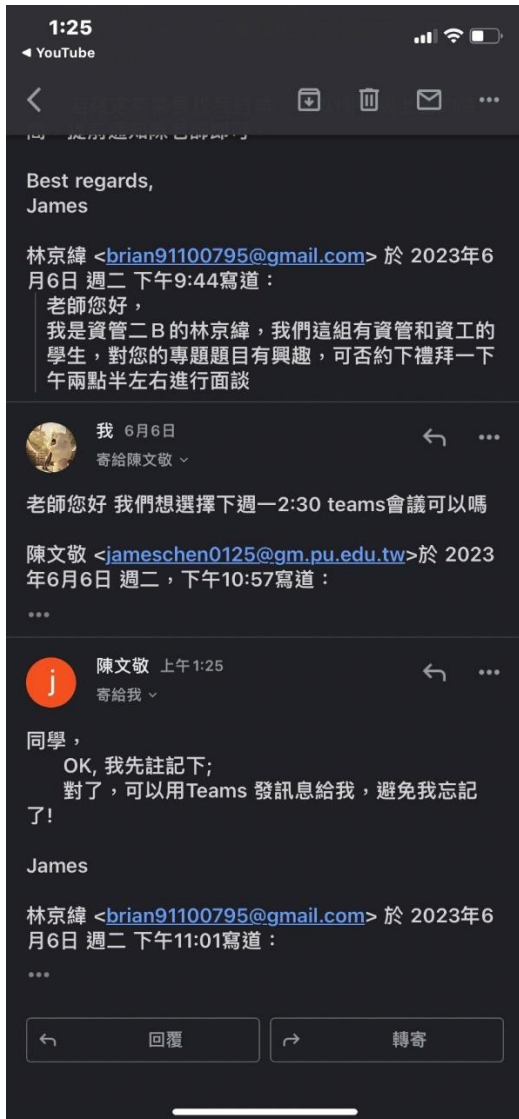 1:25
◀ YouTube
Best regards,
James
林京緯 <brian91100795@gmail.com> 於 2023年6
月6日 週二 下午9:44寫道：
老師您好，
我是資管二Ｂ的林京緯，我們這組有資管和資工的
學生，對您的專題題目有興趣，可否約下禮拜一下
午兩點半左右進行面談
我 6月6日
寄給陳文敬
老師您好 我們想選擇下週一2:30 teams會議可以嗎
陳文敬 <jameschen0125@gm.pu.edu.tw>於 2023
年6月6日 週二，下午10:57寫道：
•••
j
陳文敬 上午1:25
寄給我
同學，
OK, 我先註記下;
對了，可以用Teams 發訊息給我，避免我忘記
了!
James
林京緯 <brian91100795@gmail.com> 於 2023年6
月6日 週二 下午11:01寫道：
•••
回覆
轉寄